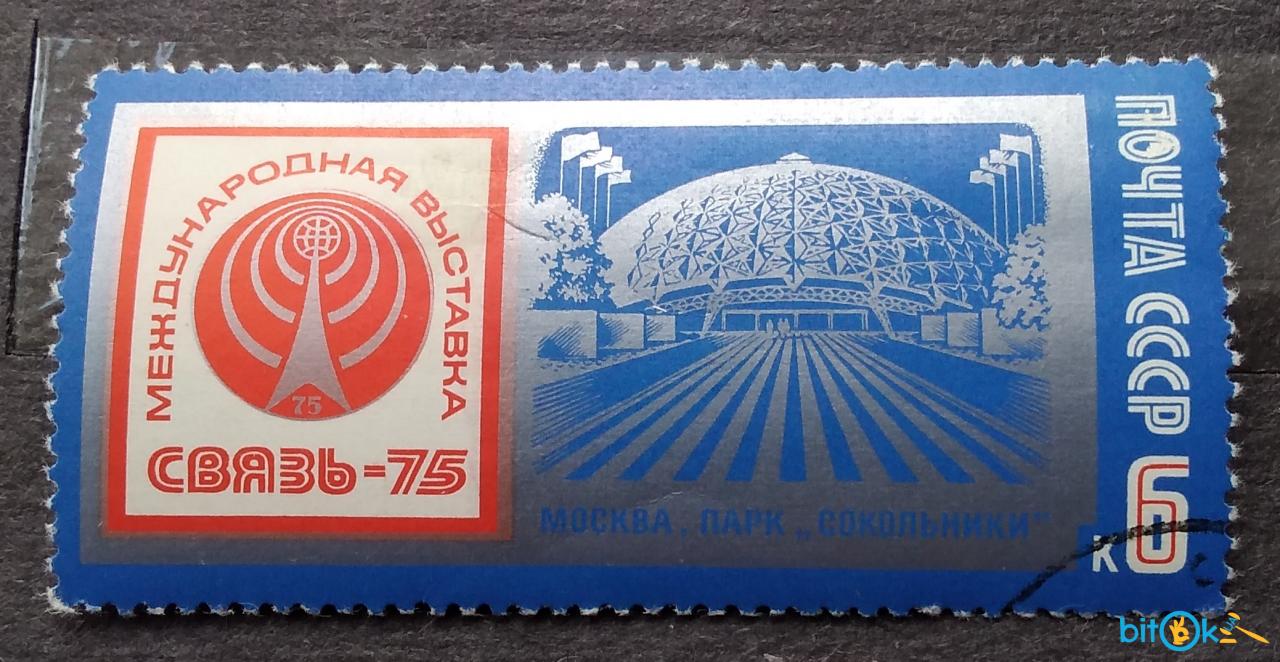 МЕЖДУНАРОДНАЯ ВЫСТАВКА
75
СВЯЗЬ-75
МОСКВА, ПАРК „СОКОЛЬНИКИ"
ПОЧТА СССР
6
К
bitOk